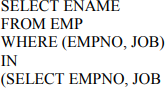 SELECT ENAME
FROM EMP
WHERE (EMPNO, JOB)
IN
(SELECT EMPNO, JOB